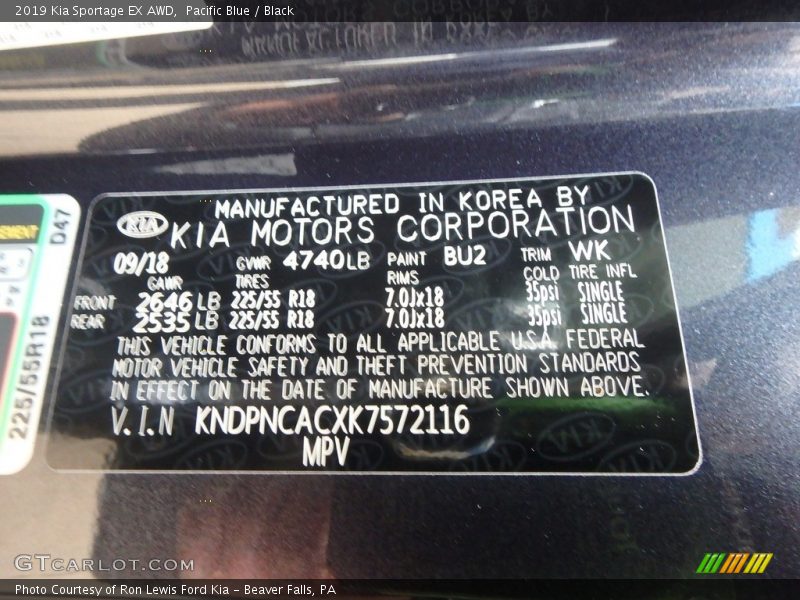 2019 Kia Sportage EX AWD, Pacific Blue / Black
MANUFACTURED IN KOREA BY
KIA KIA MOTORS CORPORATION
09/18 GVWR 4740LB PAINT BU2 TRIM WK
GAWR TIRES RIMS COLD TIRE INFL
FRONT 2646 LB 225/55 R18 7.0Jx18 35psi SINGLE
REAR 2535 LB 225/55 R18 7.0Jx18 35psi SINGLE
THIS VEHICLE CONFORMS TO ALL APPLICABLE U.S.A. FEDERAL
MOTOR VEHICLE SAFETY AND THEFT PREVENTION STANDARDS
IN EFFECT ON THE DATE OF MANUFACTURE SHOWN ABOVE.
V.I.N KNDPNCACXK7572116
MPV
D47
225/55R18
GTCARLOT.COM
Photo Courtesy of Ron Lewis Ford Kia – Beaver Falls, PA